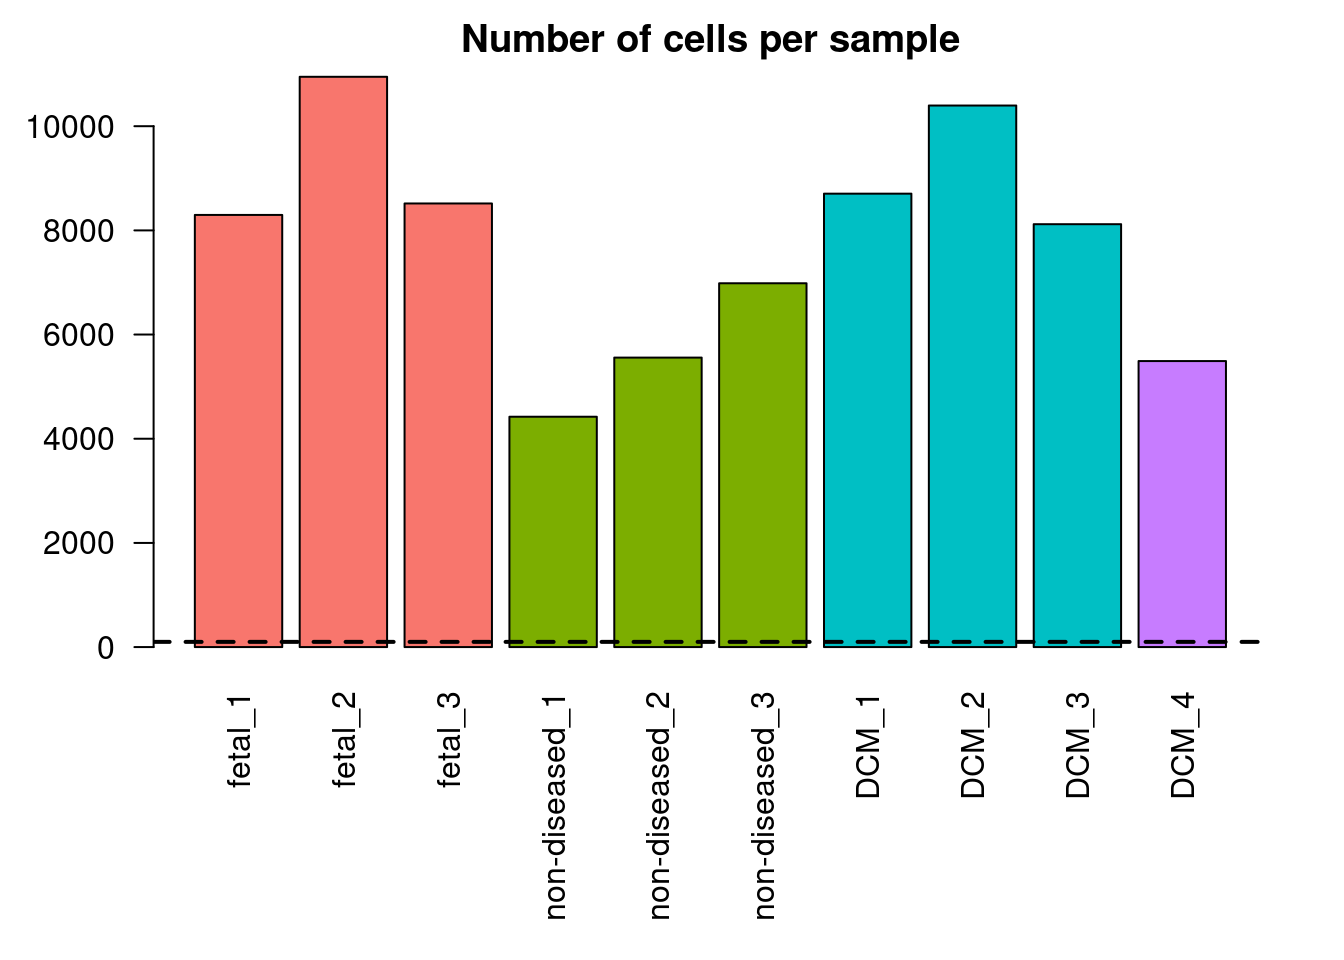 Number of cells per sample
10000
8000
6000
4000
2000
0
fetal_1
fetal_2
fetal_3
non-diseased_1
non-diseased_2
non-diseased_3
DCM_1
DCM_2
DCM_3
DCM_4